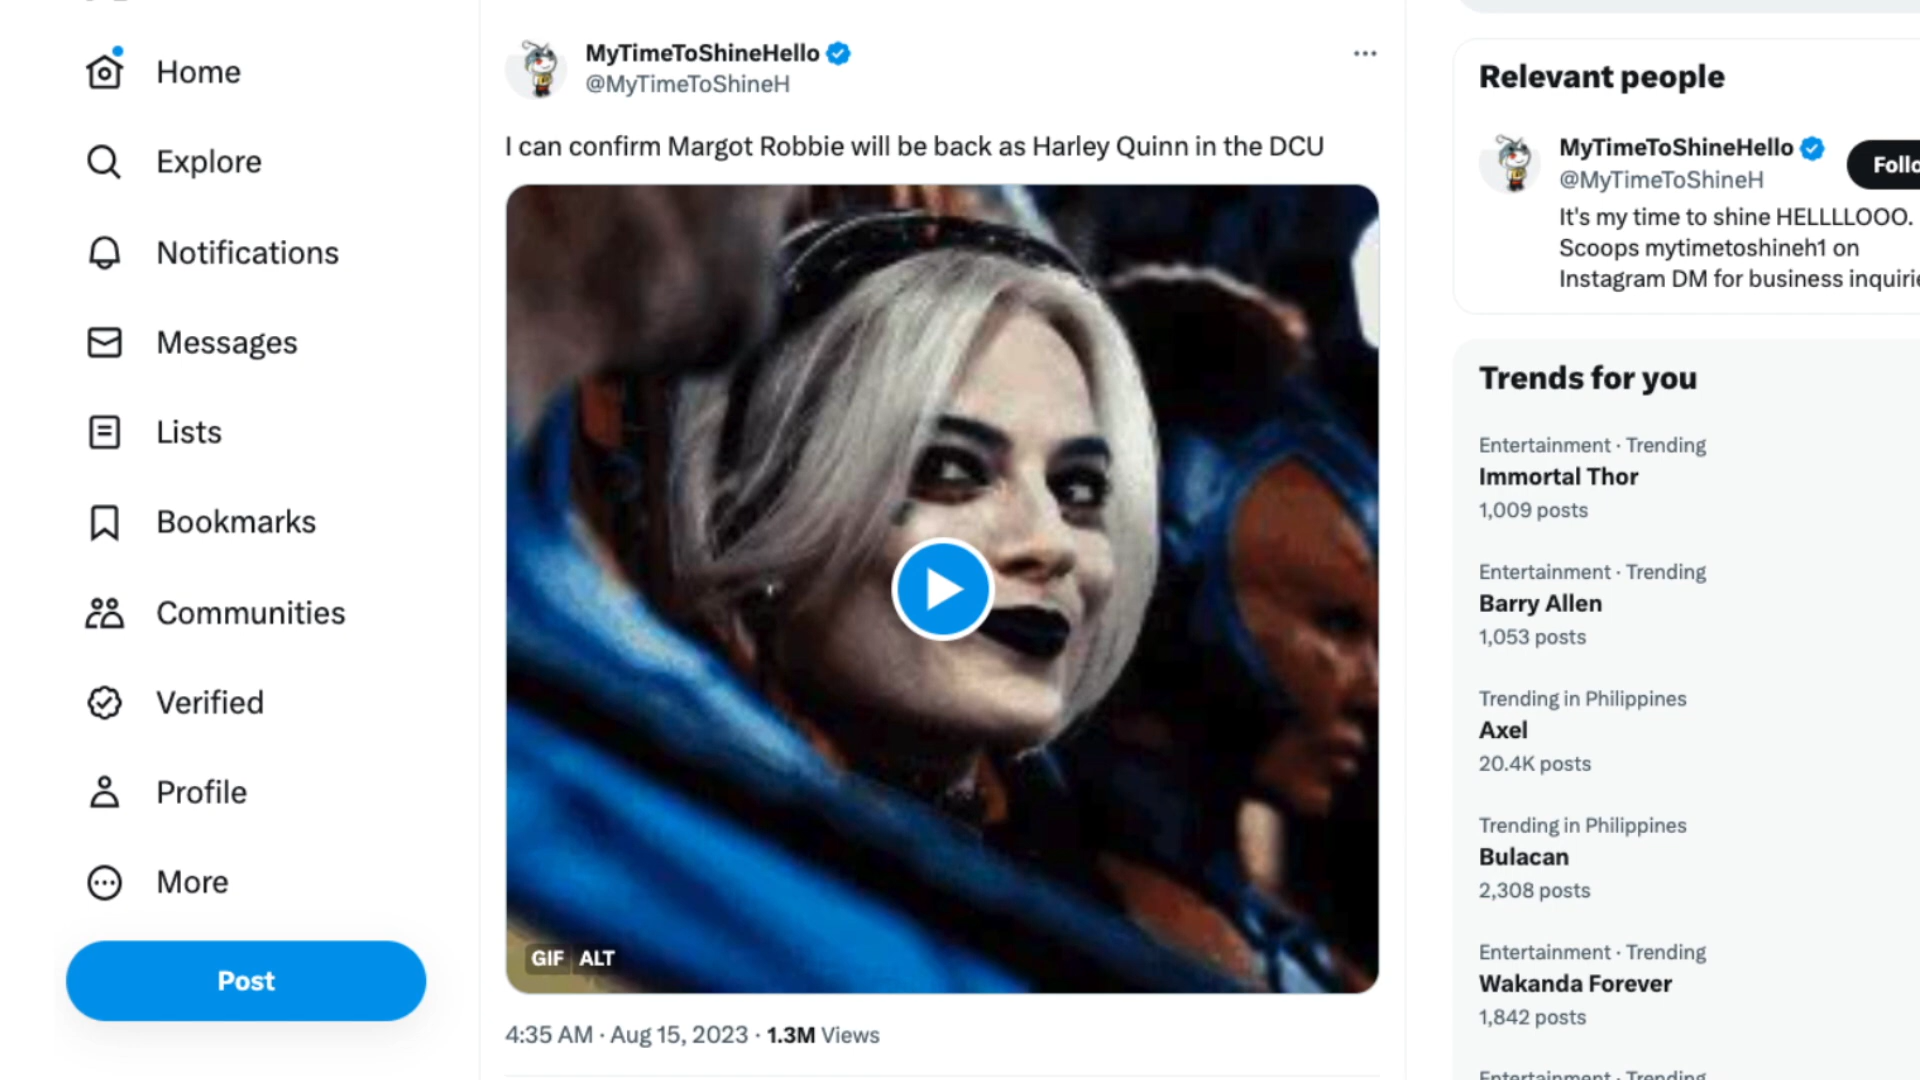 Home
Explore
Notifications
Messages
Lists
Bookmarks
Communities
Verified
Profile
More
Post
MyTimeToShineHello
@MyTimeToShineH
I can confirm Margot Robbie will be back as Harley Quinn in the DCU
GIF ALT
4:35 AM · Aug 15, 2023 · 1.3M Views
Relevant people
MyTimeToShineHello
@MyTimeToShineH
Follo
It's my time to shine HELLLLOOO.
Scoops mytimetoshineh1 on
Instagram DM for business inquirie
Trends for you
Entertainment · Trending
Immortal Thor
1,009 posts
Entertainment · Trending
Barry Allen
1,053 posts
Trending in Philippines
Axel
20.4K posts
Trending in Philippines
Bulacan
2,308 posts
Entertainment · Trending
Wakanda Forever
1,842 posts
Entertainment · Trending